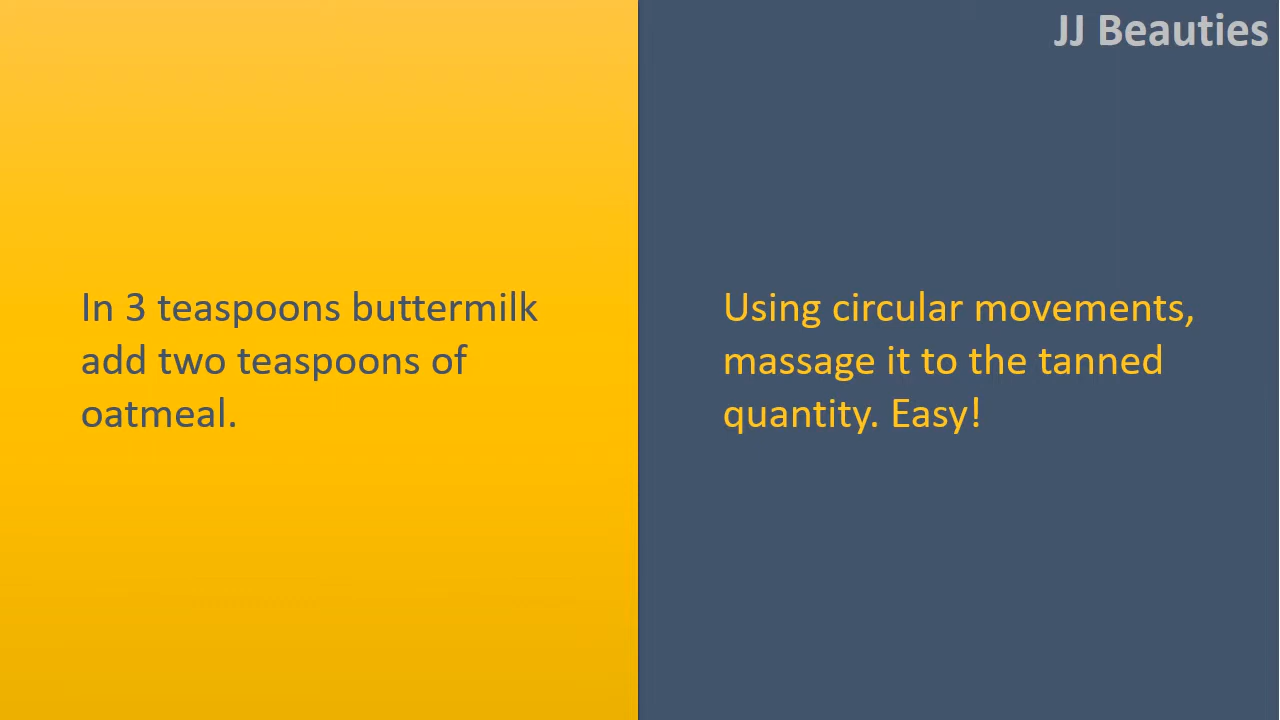 JJ Beauties
In 3 teaspoons buttermilk
add two teaspoons of
oatmeal.
Using circular movements,
massage it to the tanned
quantity. Easy!